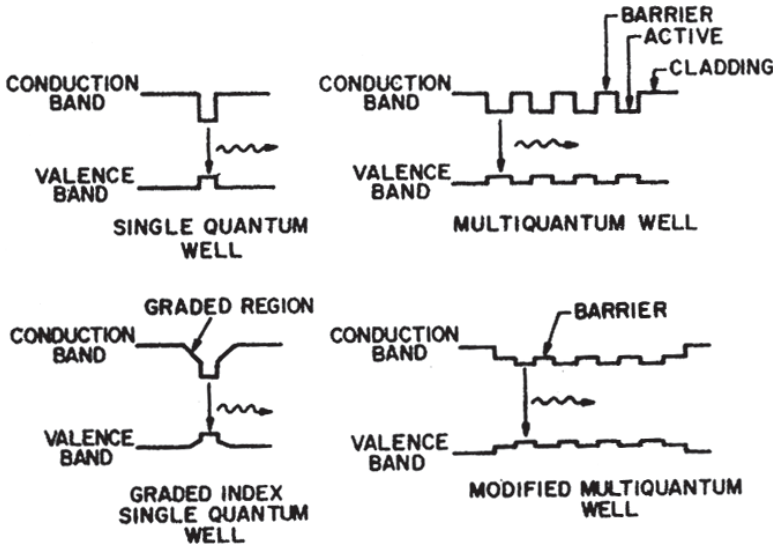 CONDUCTION
BAND
VALENCE
BAND
SINGLE QUANTUM
WELL
BARRIER
ACTIVE
CLADDING
CONDUCTION
BAND
VALENCE
BAND
MULTIQUANTUM WELL
GRADED REGION
CONDUCTION
BAND
VALENCE
BAND
GRADED INDEX
SINGLE QUANTUM
WELL
BARRIER
CONDUCTION
BAND
VALENCE
BAND
MODIFIED MULTIQUANTUM
WELL